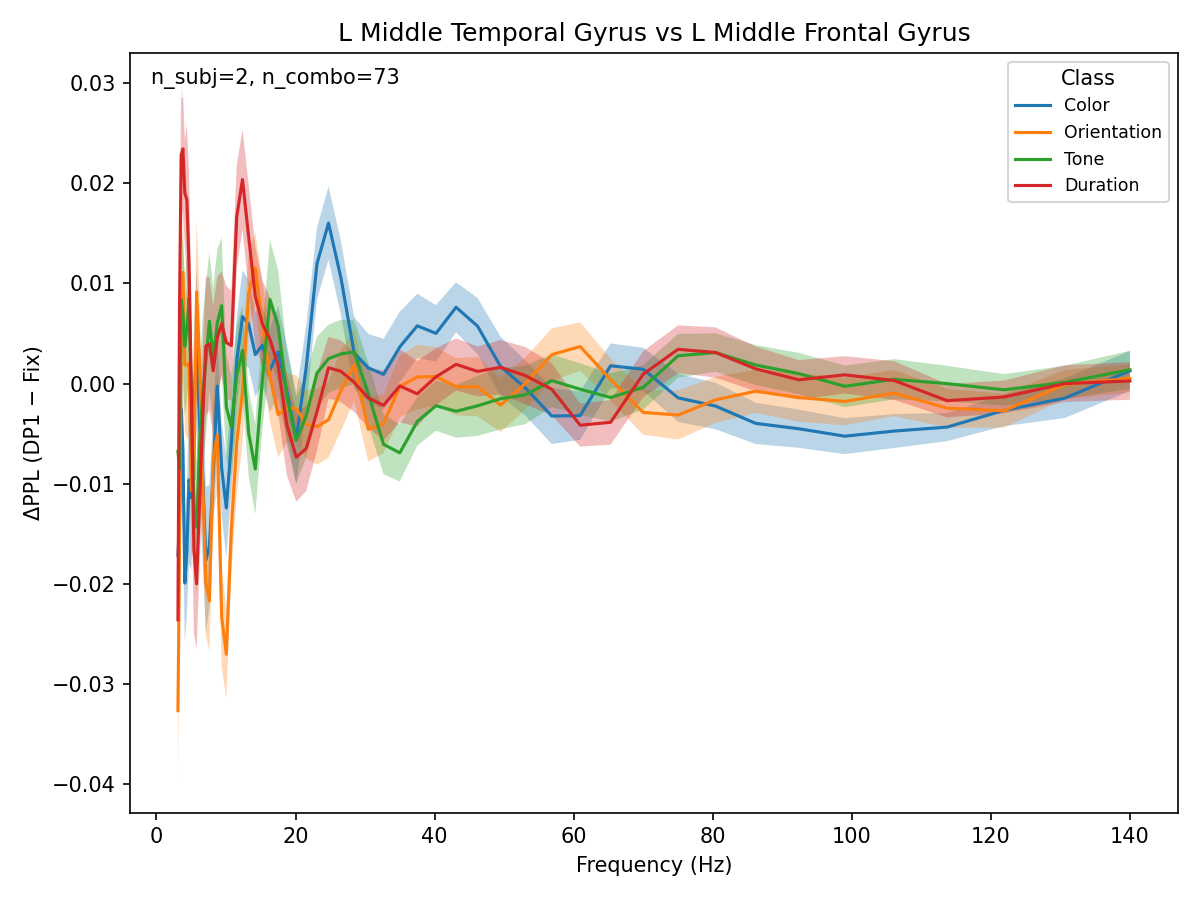 L Middle Temporal Gyrus vs L Middle Frontal Gyrus
n_subj=2, n_combo=73
Class
Color
Orientation
Tone
Duration
ΔPPL (DP1 − Fix)
0.03
0.02
0.01
0.00
−0.01
−0.02
−0.03
−0.04
0 20 40 60 80 100 120 140
Frequency (Hz)